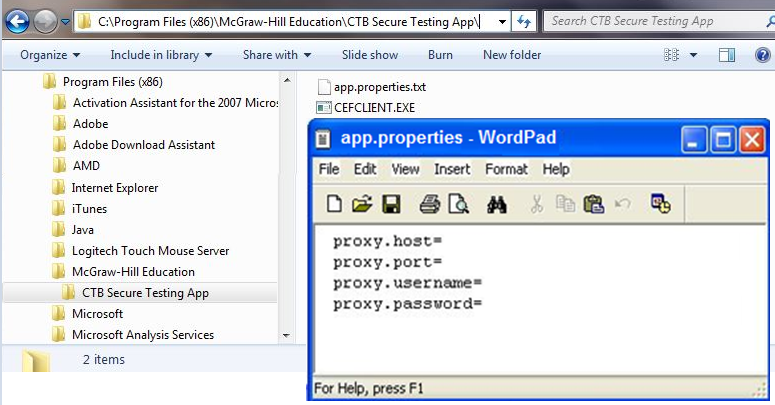 C:\Program Files (x86)\McGraw-Hill Education\CTB Secure Testing App\
Search CTB Secure Testing App
Organize Include in library Share with Slide show Burn New folder WordPad
Program Files (x86)
Activation Assistant for the 2007 Micros
Adobe
Adobe Download Assistant
AMD
Internet Explorer
iTunes
Java
Logitech Touch Mouse Server
McGraw-Hill Education
CTB Secure Testing App
Microsoft
Microsoft Analysis Services
2 items
app.properties.txt
CEFCLIENT.EXE
app.properties - WordPad
File Edit View Insert Format Help
proxy.host=
proxy.port=
proxy.username=
proxy.password=
For Help, press F1